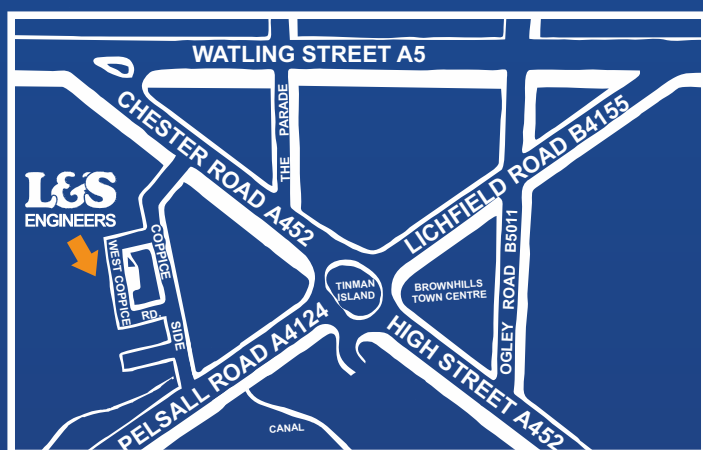 WATLING STREET A5
THE PARADE
CHESTER ROAD A452
LICHFIELD ROAD B4155
L&S
ENGINEERS
WEST COPPICE
RD.
COPPICE
SIDE
TINMAN
ISLAND
BROWNHILLS
TOWN CENTRE
OGLEY ROAD B5011
PELSALL ROAD A4124
HIGH STREET A452
CANAL